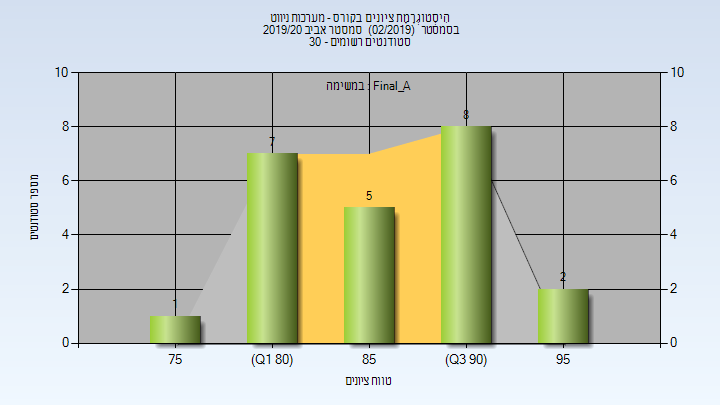 היסטוגרמת ציונים בקורס - מערכות ניווט
בסמסטר (02/2019) סמסטר אביב 2019/20
סטודנטים רשומים - 30
במשימה : Final_A
10 10
8 8
6 6
4 4
2 2
0 0
1 7 5 8 2
75 (Q1 80) 85 (Q3 90) 95
מספר סטודנטים
טווח ציונים